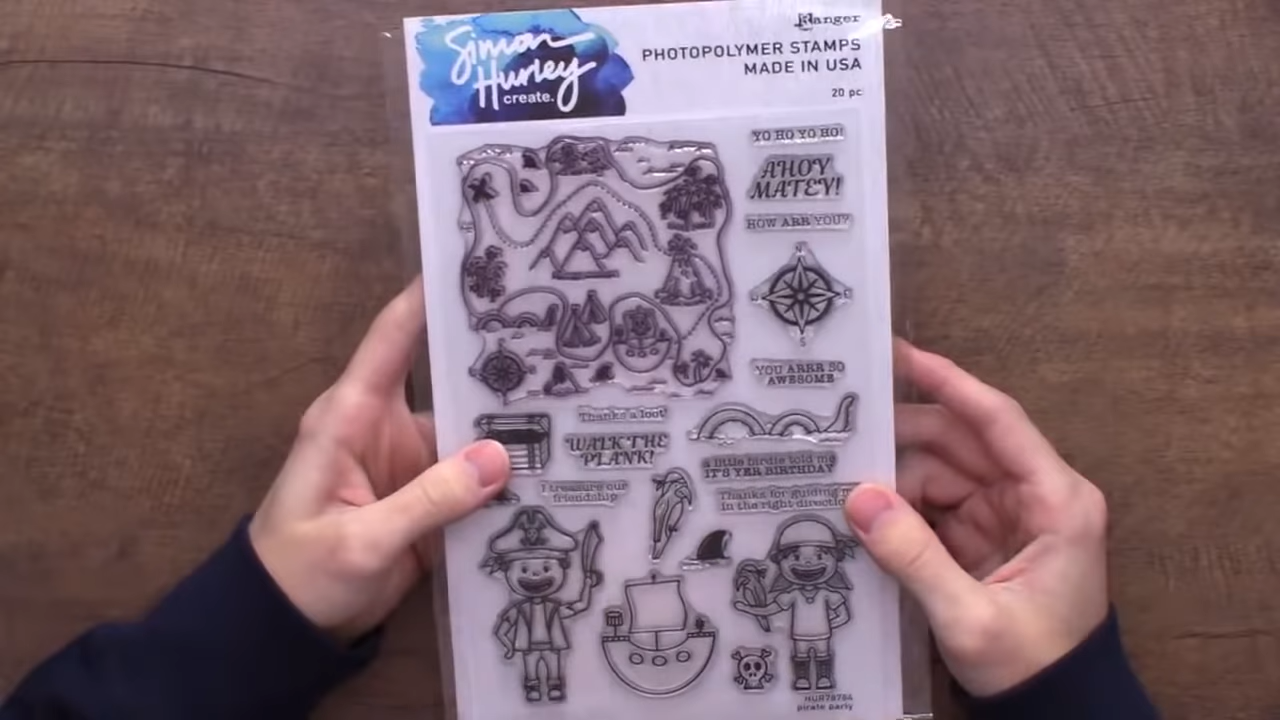 Simon
Hurley
create.
Ranger
PHOTOPOLYMER STAMPS
MADE IN USA
20 pc
YO HO YO HO!
AHOY
MATEY!
HOW ARR YOU?
N
S
YOU ARRR SO
AWESOME
Thanks a loot!
WALK THE
PLANK!
a little birdie told me
IT'S YER BIRTHDAY
I treasure our
friendship
Thanks for guiding
in the right
HUR78784
pirate party